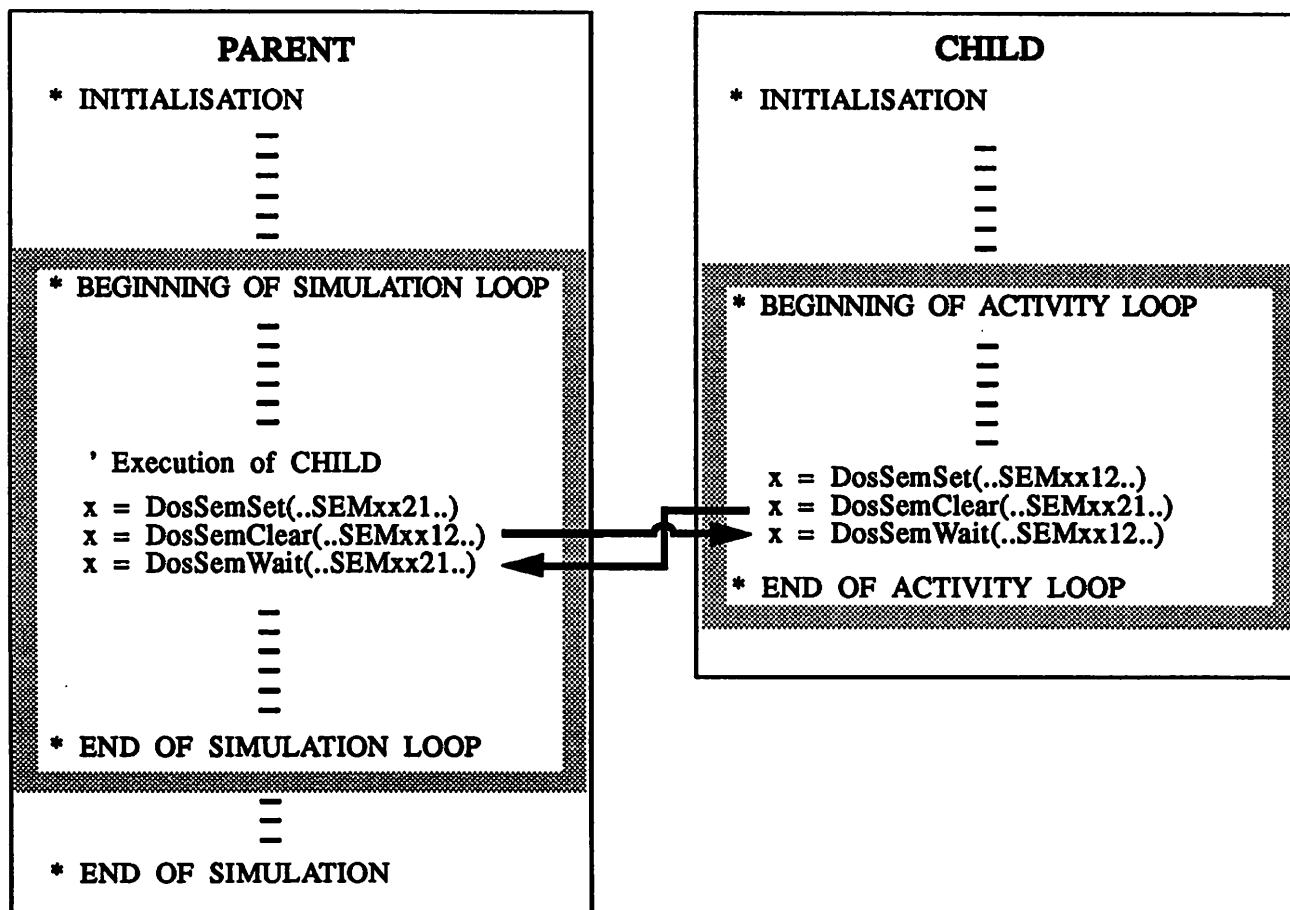 PARENT
* INITIALISATION
* BEGINNING OF SIMULATION LOOP
' Execution of CHILD
x = DosSemSet(..SEMxx21..)
x = DosSemClear(..SEMxx12..)
x = DosSemWait(..SEMxx21..)
* END OF SIMULATION LOOP
* END OF SIMULATION
CHILD
* INITIALISATION
* BEGINNING OF ACTIVITY LOOP
x = DosSemSet(..SEMxx12..)
x = DosSemClear(..SEMxx21..)
x = DosSemWait(..SEMxx12..)
* END OF ACTIVITY LOOP